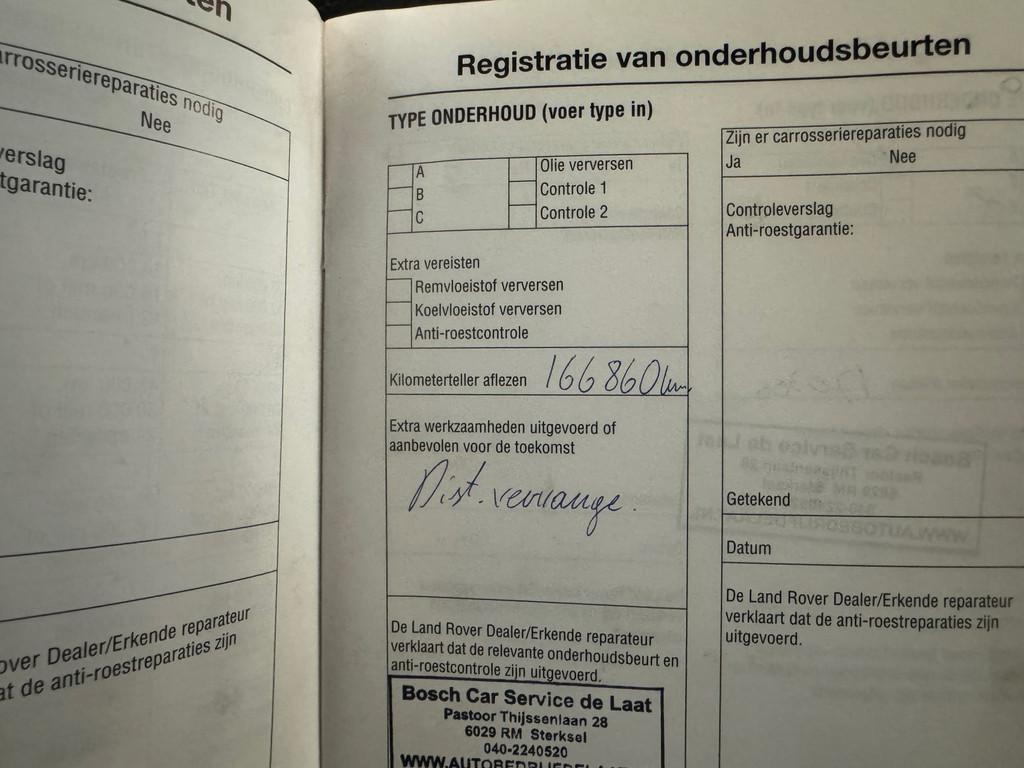 ten
arrosseriereparaties nodig
Nee
verslag
tgarantie:
over Dealer/Erkende reparateur
at de anti-roestreparaties zijn
Registratie van onderhoudsbeurten
TYPE ONDERHOUD (voer type in)
A
B
C
Olie verversen
Controle 1
Controle 2
Extra vereisten
Remvloeistof verversen
Koelvloeistof verversen
Anti-roestcontrole
Kilometerteller aflezen 166860 km
Extra werkzaamheden uitgevoerd of
aanbevolen voor de toekomst
Dist. vervange.
De Land Rover Dealer/Erkende reparateur
verklaart dat de relevante onderhoudsbeurt en
anti-roestcontrole zijn uitgevoerd.
Bosch Car Service de Laat
Pastoor Thijssenlaan 28
6029 RM Sterksel
040-2240520
Zijn er carrosseriereparaties nodig
Ja Nee
Controleverslag
Anti-roestgarantie:
Getekend
Datum
De Land Rover Dealer/Erkende reparateur
verklaart dat de anti-roestreparaties zijn
uitgevoerd.